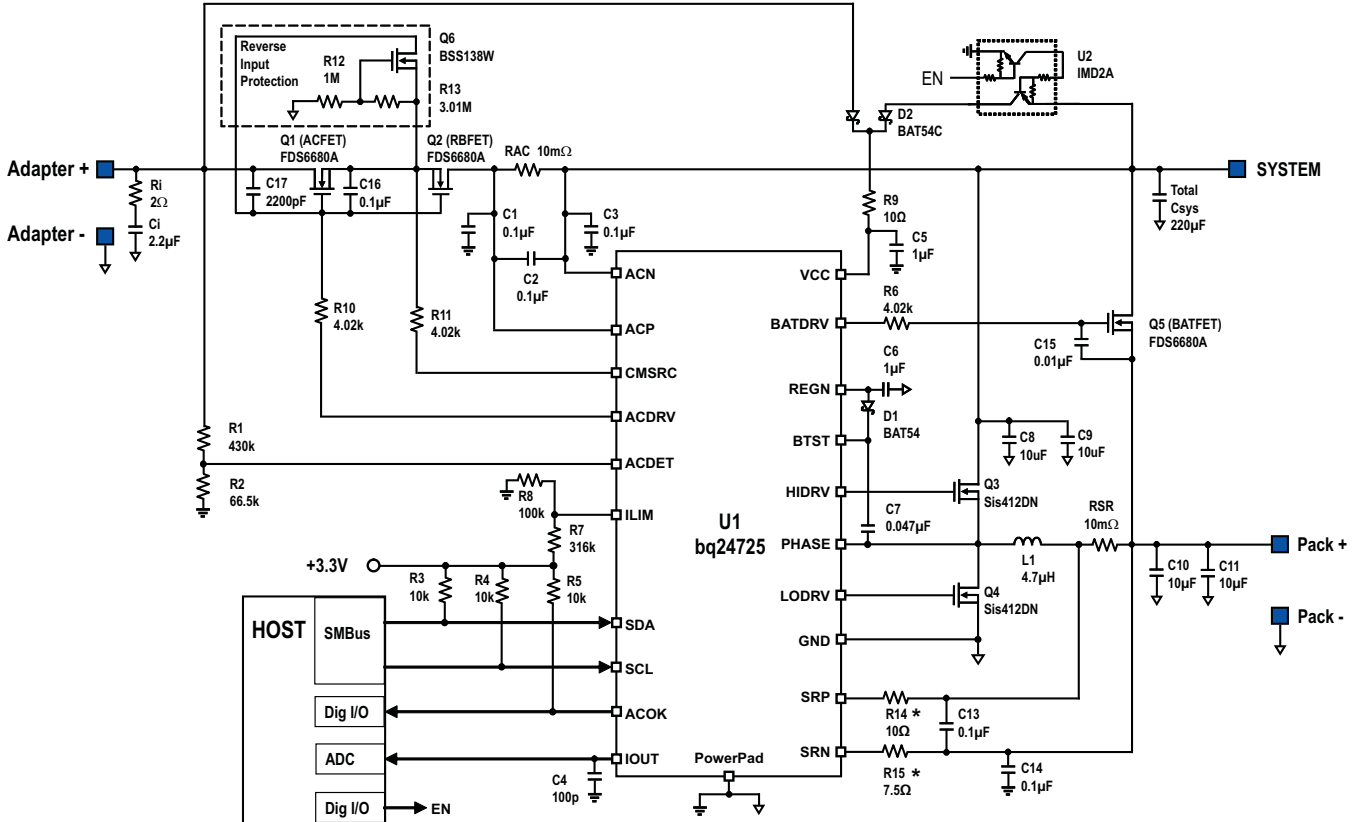 Reverse
Input
Protection
R12
1M
Q6
BSS138W
R13
3.01M
EN
U2
IMD2A
D2
BAT54C
Q1 (ACFET)
FDS6680A
Q2 (RBFET)
FDS6680A
RAC 10mΩ
Adapter +
SYSTEM
Ri
2Ω
Ci
2.2µF
C17
2200pF
C16
0.1µF
Adapter -
C1
0.1µF
C3
0.1µF
C2
0.1µF
R9
10Ω
C5
1µF
Total
Csys
220µF
R10
4.02k
R11
4.02k
ACN
VCC
R6
4.02k
ACP
BATDRV
C15
0.01µF
Q5 (BATFET)
FDS6680A
CMSRC
C6
1µF
REGN
D1
BAT54
ACDRV
BTST
R1
430k
C8
10uF
C9
10uF
ACDET
R2
66.5k
HIDRV
Q3
Sis412DN
R8
100k
ILIM
R7
316k
U1
bq24725
C7
0.047µF
RSR
10mΩ
PHASE
L1
4.7µH
Pack +
C10
10µF
C11
10µF
+3.3V
R3
10k
R4
10k
R5
10k
LODRV
Q4
Sis412DN
HOST
SMBus
SDA
GND
Pack -
SCL
SRP
R14 *
10Ω
C13
0.1µF
Dig I/O
ACOK
ADC
IOUT
PowerPad
SRN
R15 *
7.5Ω
C14
0.1µF
C4
100p
Dig I/O
EN